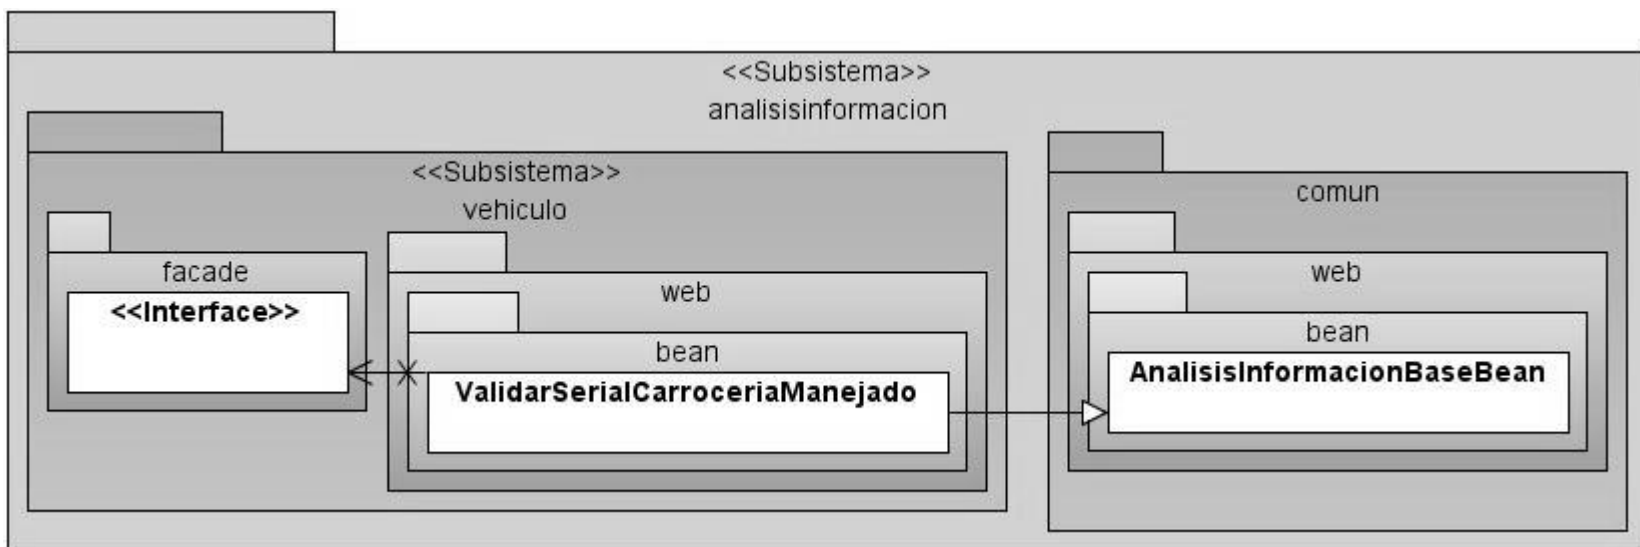 <<Subsistema>>
analisisinformacion
<<Subsistema>>
vehiculo
facade
<<Interface>>
web
bean
ValidarSerialCarroceriaManejado
comun
web
bean
AnalisisInformacionBaseBean